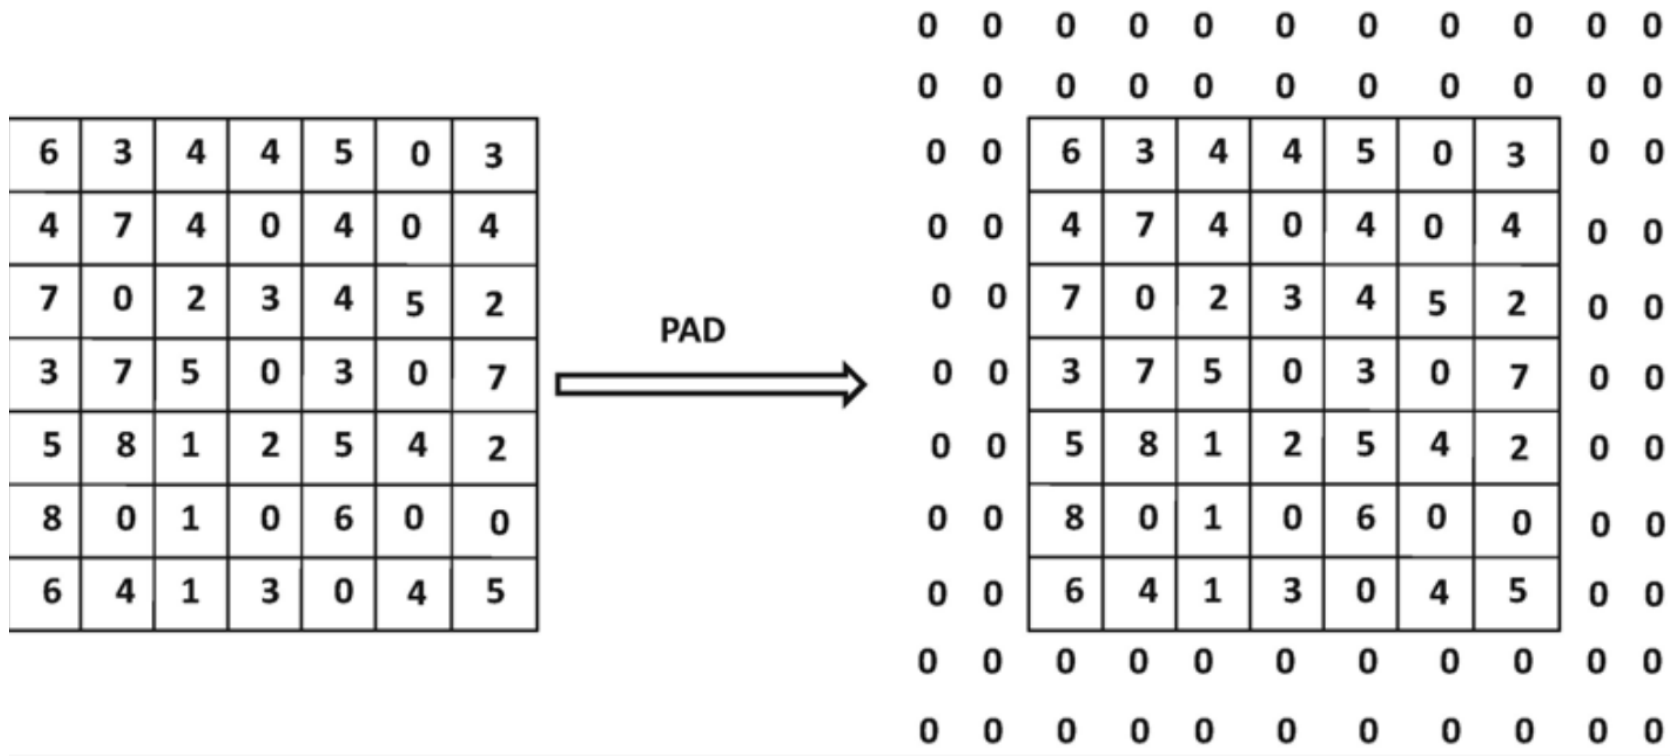 0 0 0 0 0 0 0 0 0 0 0
0 0 0 0 0 0 0 0 0 0 0
6 3 4 4 5 0 3
4 7 4 0 4 0 4
7 0 2 3 4 5 2
3 7 5 0 3 0 7
5 8 1 2 5 4 2
8 0 1 0 6 0 0
6 4 1 3 0 4 5
PAD
0 0 6 3 4 4 5 0 3 0 0
0 0 4 7 4 0 4 0 4 0 0
0 0 7 0 2 3 4 5 2 0 0
0 0 3 7 5 0 3 0 7 0 0
0 0 5 8 1 2 5 4 2 0 0
0 0 8 0 1 0 6 0 0 0 0
0 0 6 4 1 3 0 4 5 0 0
0 0 0 0 0 0 0 0 0 0 0
0 0 0 0 0 0 0 0 0 0 0